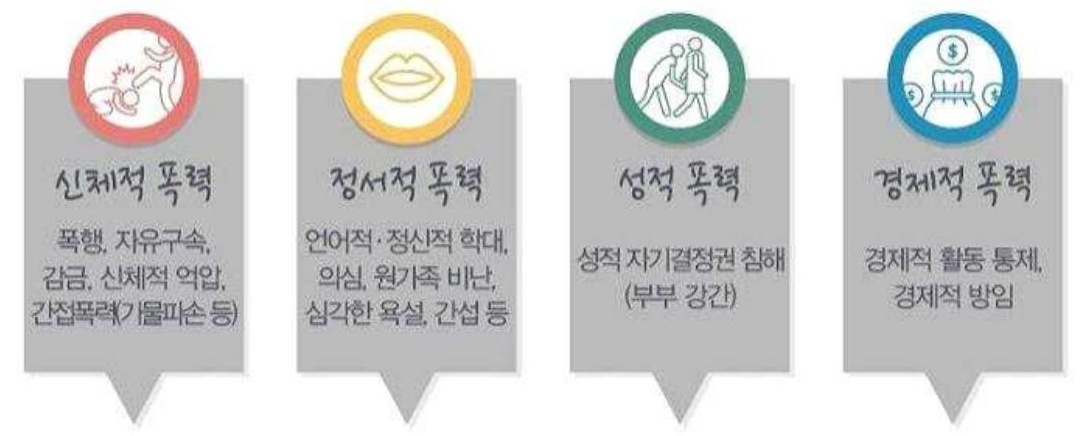 신체적 폭력
폭행, 자유구속,
감금, 신체적 억압,
간접폭력(기물파손 등)
정서적 폭력
언어적·정신적 학대,
의심, 원가족 비난,
심각한 욕설, 간섭 등
성적 폭력
성적 자기결정권 침해
(부부 강간)
경제적 폭력
경제적 활동 통제,
경제적 방임
$
$
$